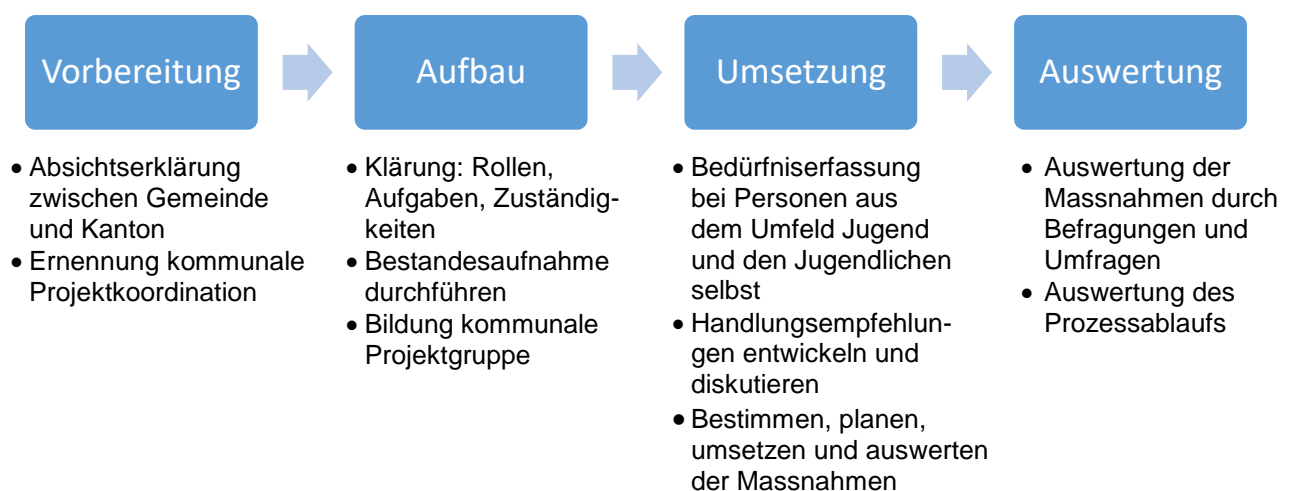 Vorbereitung
Aufbau
Umsetzung
Auswertung
• Absichtserklärung
zwischen Gemeinde
und Kanton
• Ernennung kommunale
Projektkoordination
• Klärung: Rollen,
Aufgaben, Zuständig-
keiten
• Bestandesaufnahme
durchführen
• Bildung kommunale
Projektgruppe
• Bedürfniserfassung
bei Personen aus
dem Umfeld Jugend
und den Jugendlichen
selbst
• Handlungsempfehlun-
gen entwickeln und
diskutieren
• Bestimmen, planen,
umsetzen und auswerten
der Massnahmen
• Auswertung der
Massnahmen durch
Befragungen und
Umfragen
• Auswertung des
Prozessablaufs